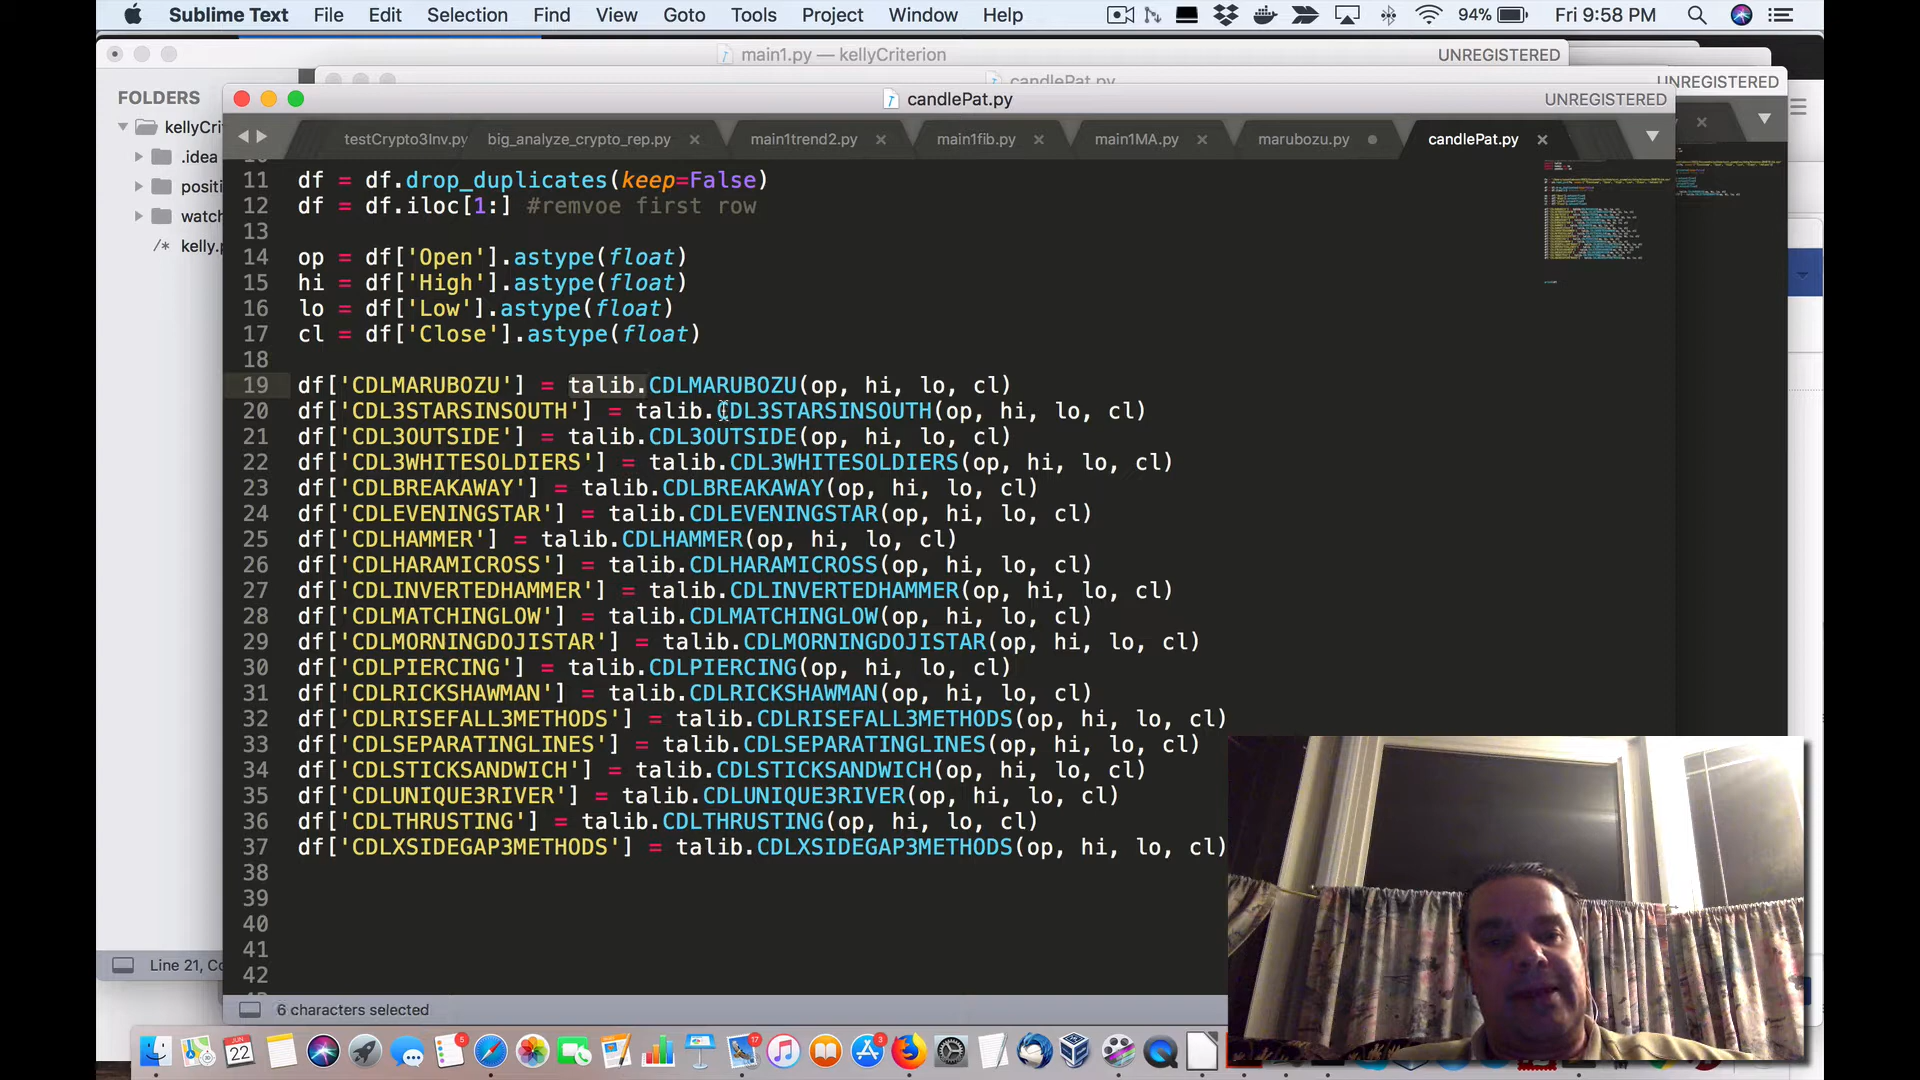 Sublime Text File Edit Selection Find View Goto Tools Project Window Help 94% Fri 9:58 PM
main1.py — kellyCriterion UNREGISTERED
candlePat.py UNREGISTERED
FOLDERS
candlePat.py UNREGISTERED
kellyCri
.idea
positi
watch
/* kelly.p
testCrypto3Inv.py big_analyze_crypto_rep.py main1trend2.py main1fib.py main1MA.py marubozu.py candlePat.py
11 df = df.drop_duplicates(keep=False)
12 df = df.iloc[1:] #remvoe first row
13
14 op = df['Open'].astype(float)
15 hi = df['High'].astype(float)
16 lo = df['Low'].astype(float)
17 cl = df['Close'].astype(float)
18
19 df['CDLMARUBOZU'] = talib.CDLMARUBOZU(op, hi, lo, cl)
20 df['CDL3STARSINSOUTH'] = talib.CDL3STARSINSOUTH(op, hi, lo, cl)
21 df['CDL3OUTSIDE'] = talib.CDL3OUTSIDE(op, hi, lo, cl)
22 df['CDL3WHITESOLDIERS'] = talib.CDL3WHITESOLDIERS(op, hi, lo, cl)
23 df['CDLBREAKAWAY'] = talib.CDLBREAKAWAY(op, hi, lo, cl)
24 df['CDLEVENINGSTAR'] = talib.CDLEVENINGSTAR(op, hi, lo, cl)
25 df['CDLHAMMER'] = talib.CDLHAMMER(op, hi, lo, cl)
26 df['CDLHARAMICROSS'] = talib.CDLHARAMICROSS(op, hi, lo, cl)
27 df['CDLINVERTEDHAMMER'] = talib.CDLINVERTEDHAMMER(op, hi, lo, cl)
28 df['CDLMATCHINGLOW'] = talib.CDLMATCHINGLOW(op, hi, lo, cl)
29 df['CDLMORNINGDOJISTAR'] = talib.CDLMORNINGDOJISTAR(op, hi, lo, cl)
30 df['CDLPIERCING'] = talib.CDLPIERCING(op, hi, lo, cl)
31 df['CDLRICKSHAWMAN'] = talib.CDLRICKSHAWMAN(op, hi, lo, cl)
32 df['CDLRISEFALL3METHODS'] = talib.CDLRISEFALL3METHODS(op, hi, lo, cl)
33 df['CDLSEPARATINGLINES'] = talib.CDLSEPARATINGLINES(op, hi, lo, cl)
34 df['CDLSTICKSANDWICH'] = talib.CDLSTICKSANDWICH(op, hi, lo, cl)
35 df['CDLUNIQUE3RIVER'] = talib.CDLUNIQUE3RIVER(op, hi, lo, cl)
36 df['CDLTHRUSTING'] = talib.CDLTHRUSTING(op, hi, lo, cl)
37 df['CDLXSIDEGAP3METHODS'] = talib.CDLXSIDEGAP3METHODS(op, hi, lo, cl)
38
39
40
41
42
Line 21, Co
6 characters selected
JUN 22
5
17
3